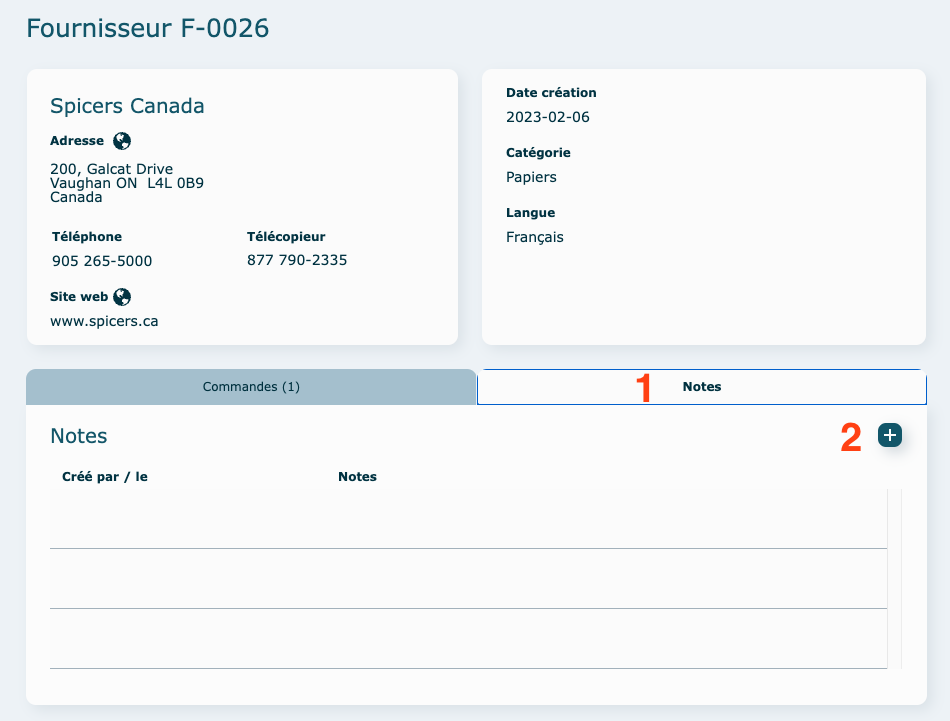 Fournisseur F-0026
Spicers Canada
Adresse
200, Galcat Drive
Vaughan ON  L4L 0B9
Canada
Téléphone
905 265-5000
Télécopieur
877 790-2335
Site web
www.spicers.ca
Date création
2023-02-06
Catégorie
Papiers
Langue
Français
Commandes (1)
1 Notes
Notes
2 +
Créé par / le
Notes